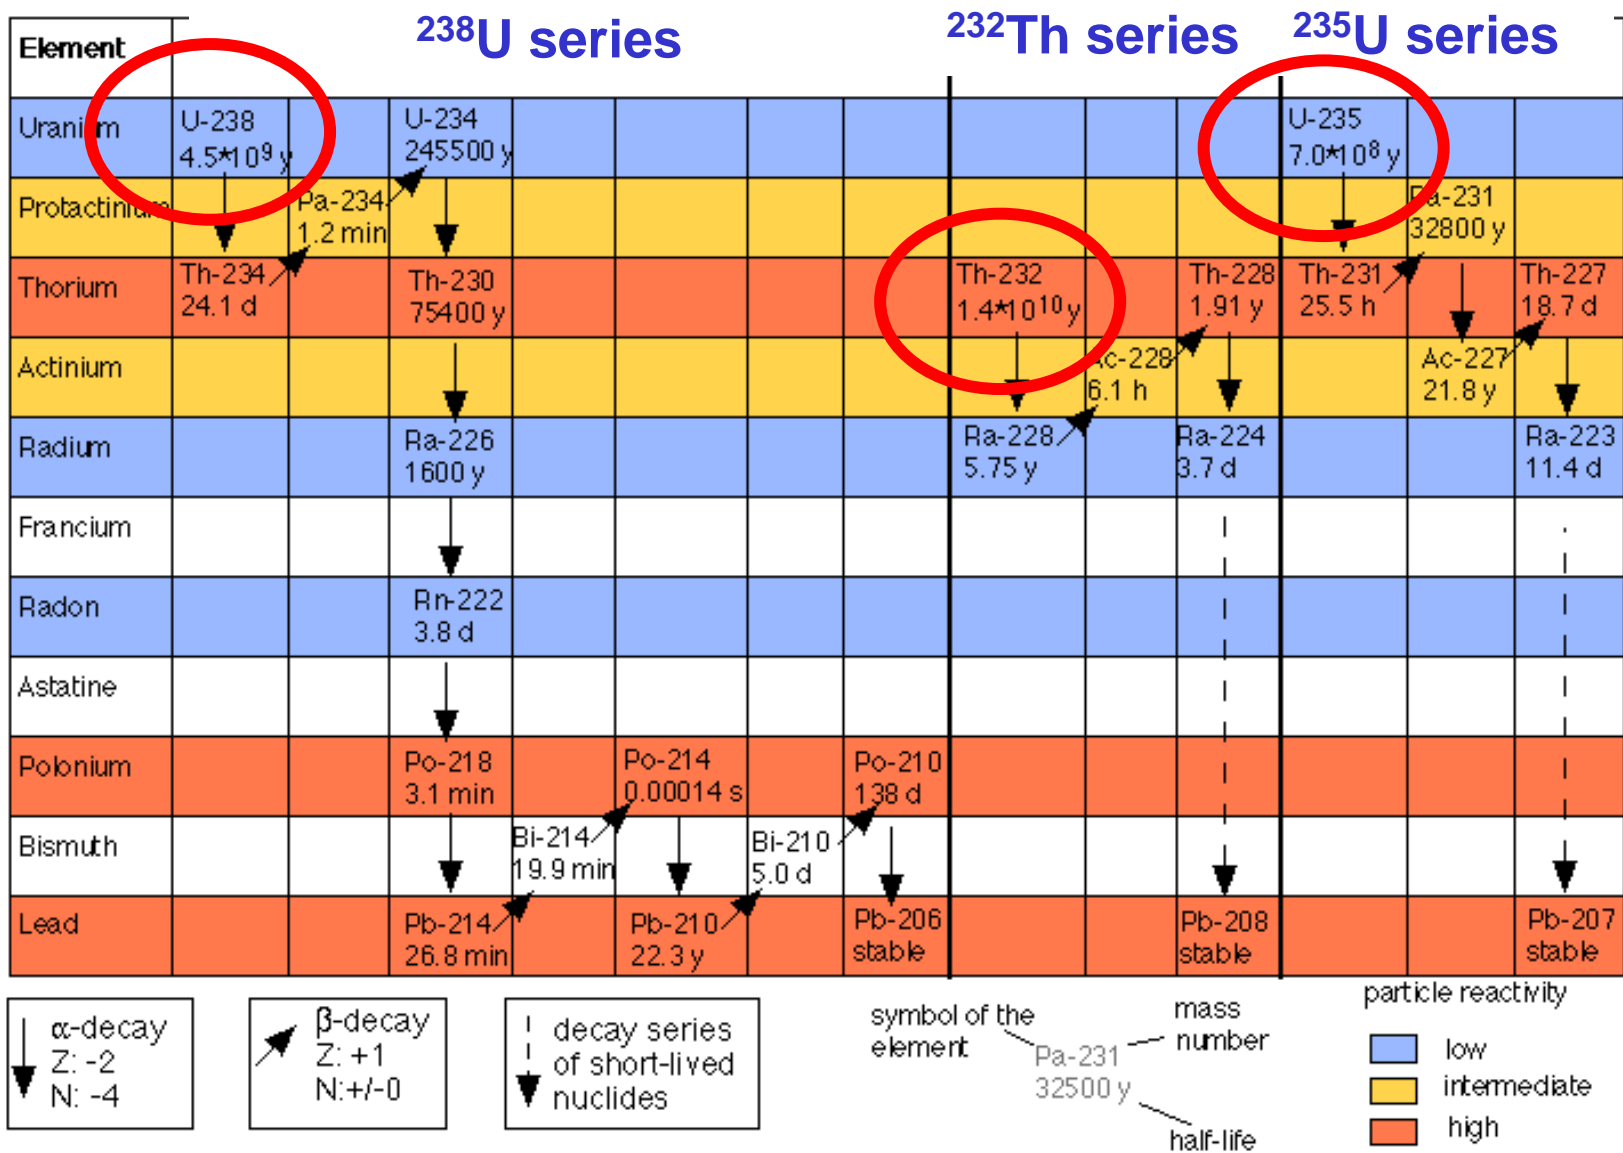 Element
²³⁸U series
²³²Th series
²³⁵U series
Uranium
U-238
4.5*10⁹ y
U-234
245500 y
U-235
7.0*10⁸ y
Protactinium
Pa-234
1.2 min
Pa-231
32800 y
Thorium
Th-234
24.1 d
Th-230
75400 y
Th-232
1.4*10¹⁰ y
Th-228
1.91 y
Th-231
25.5 h
Th-227
18.7 d
Actinium
Ac-228
6.1 h
Ac-227
21.8 y
Radium
Ra-226
1600 y
Ra-228
5.75 y
Ra-224
3.7 d
Ra-223
11.4 d
Francium
Radon
Rn-222
3.8 d
Astatine
Polonium
Po-218
3.1 min
Po-214
0.00014 s
Po-210
138 d
Bismuth
Bi-214
19.9 min
Bi-210
5.0 d
Lead
Pb-214
26.8 min
Pb-210
22.3 y
Pb-206
stable
Pb-208
stable
Pb-207
stable
α-decay
Z: -2
N: -4
β-decay
Z: +1
N:+/-0
decay series
of short-lived
nuclides
symbol of the
element
mass
number
Pa-231
32500 y
half-life
particle reactivity
low
intermediate
high